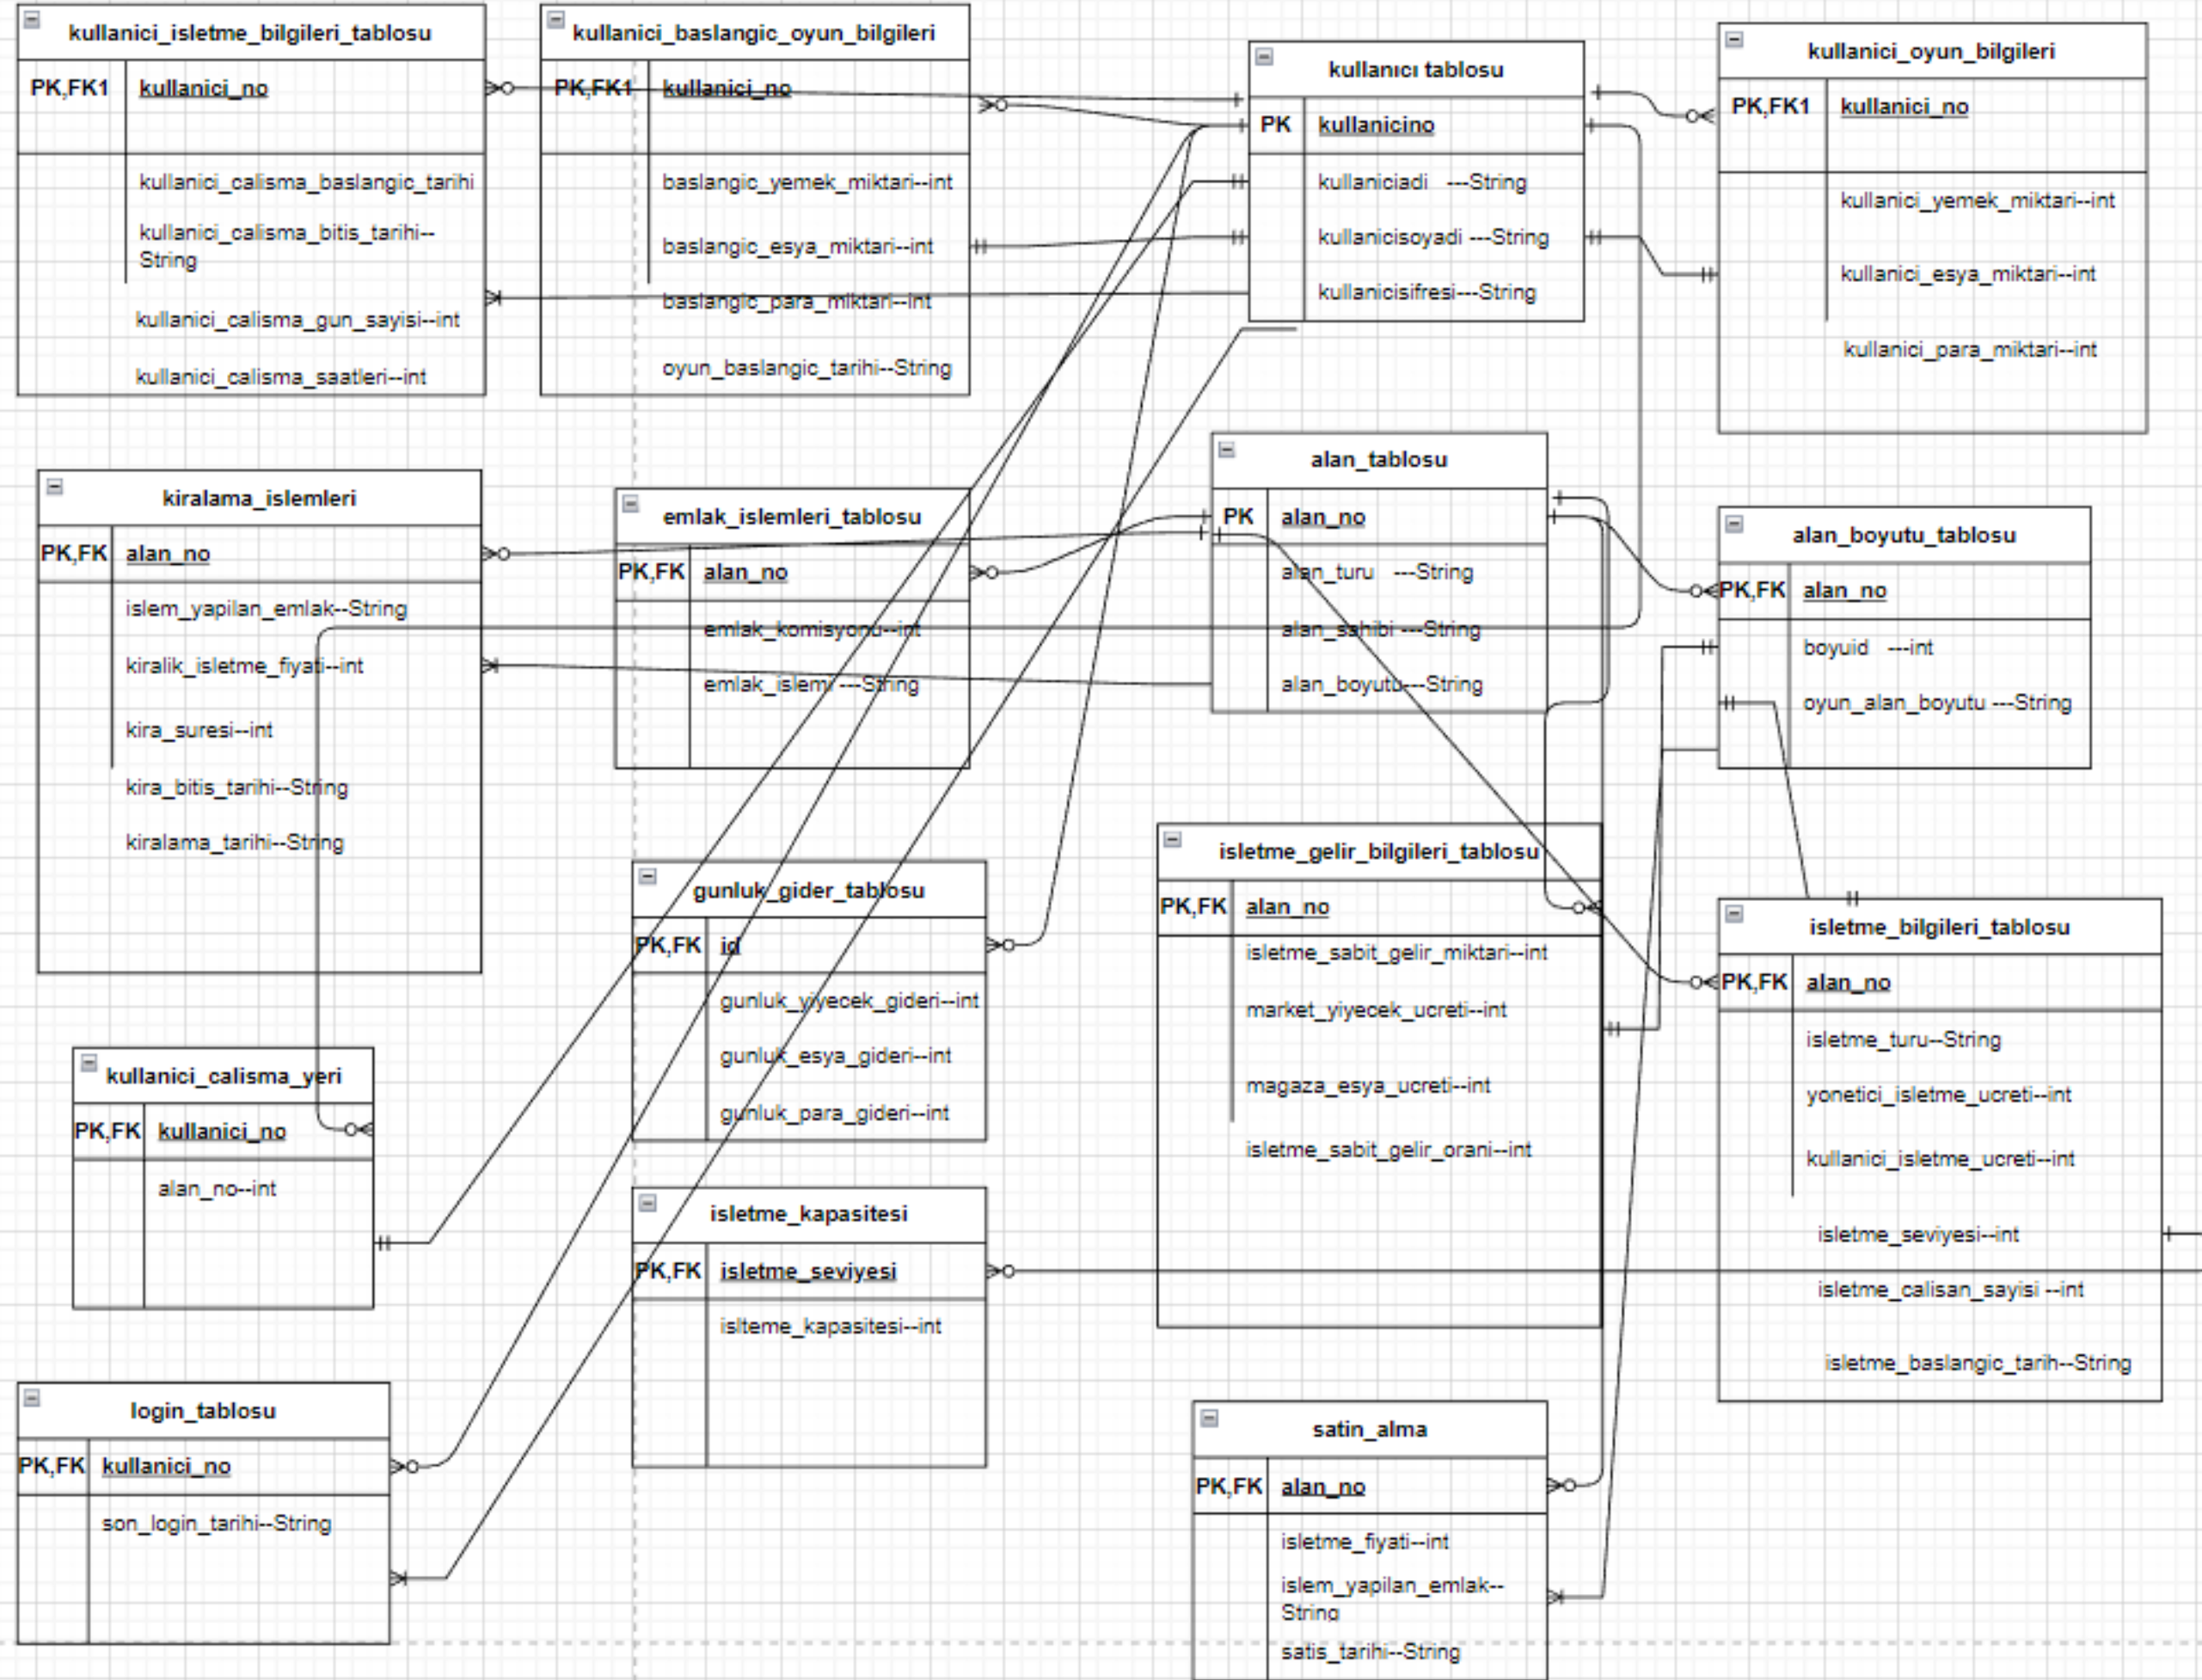 kullanici_isletme_bilgileri_tablosu
PK,FK1
kullanici_no
kullanici_calisma_baslangic_tarihi
kullanici_calisma_bitis_tarihi--
String
kullanici_calisma_gun_sayisi--int
kullanici_calisma_saatleri--int
kullanici_baslangic_oyun_bilgileri
PK,FK1
kullanici_no
baslangic_yemek_miktari--int
baslangic_esya_miktari--int
baslangic_para_miktari--int
oyun_baslangic_tarihi--String
kullanıcı tablosu
PK
kullanicino
kullaniciadi ---String
kullanicisoyadi ---String
kullanicisifresi---String
kullanici_oyun_bilgileri
PK,FK1
kullanici_no
kullanici_yemek_miktari--int
kullanici_esya_miktari--int
kullanici_para_miktari--int
kiralama_islemleri
PK,FK
alan_no
islem_yapilan_emlak--String
kiralik_isletme_fiyati--int
kira_suresi--int
kira_bitis_tarihi--String
kiralama_tarihi--String
emlak_islemleri_tablosu
PK,FK
alan_no
emlak_komisyonu--int
emlak_islemi ---String
alan_tablosu
PK
alan_no
alan_turu ---String
alan_sahibi ---String
alan_boyutu---String
alan_boyutu_tablosu
PK,FK
alan_no
boyuid ---int
oyun_alan_boyutu ---String
gunluk_gider_tablosu
PK,FK
id
gunluk_yiyecek_gideri--int
gunluk_esya_gideri--int
gunluk_para_gideri--int
isletme_gelir_bilgileri_tablosu
PK,FK
alan_no
isletme_sabit_gelir_miktari--int
market_yiyecek_ucreti--int
magaza_esya_ucreti--int
isletme_sabit_gelir_orani--int
isletme_bilgileri_tablosu
PK,FK
alan_no
isletme_turu--String
yonetici_isletme_ucreti--int
kullanici_isletme_ucreti--int
isletme_seviyesi--int
isletme_calisan_sayisi --int
isletme_baslangic_tarih--String
kullanici_calisma_yeri
PK,FK
kullanici_no
alan_no--int
isletme_kapasitesi
PK,FK
isletme_seviyesi
islteme_kapasitesi--int
login_tablosu
PK,FK
kullanici_no
son_login_tarihi--String
satin_alma
PK,FK
alan_no
isletme_fiyati--int
islem_yapilan_emlak--
String
satis_tarihi--String